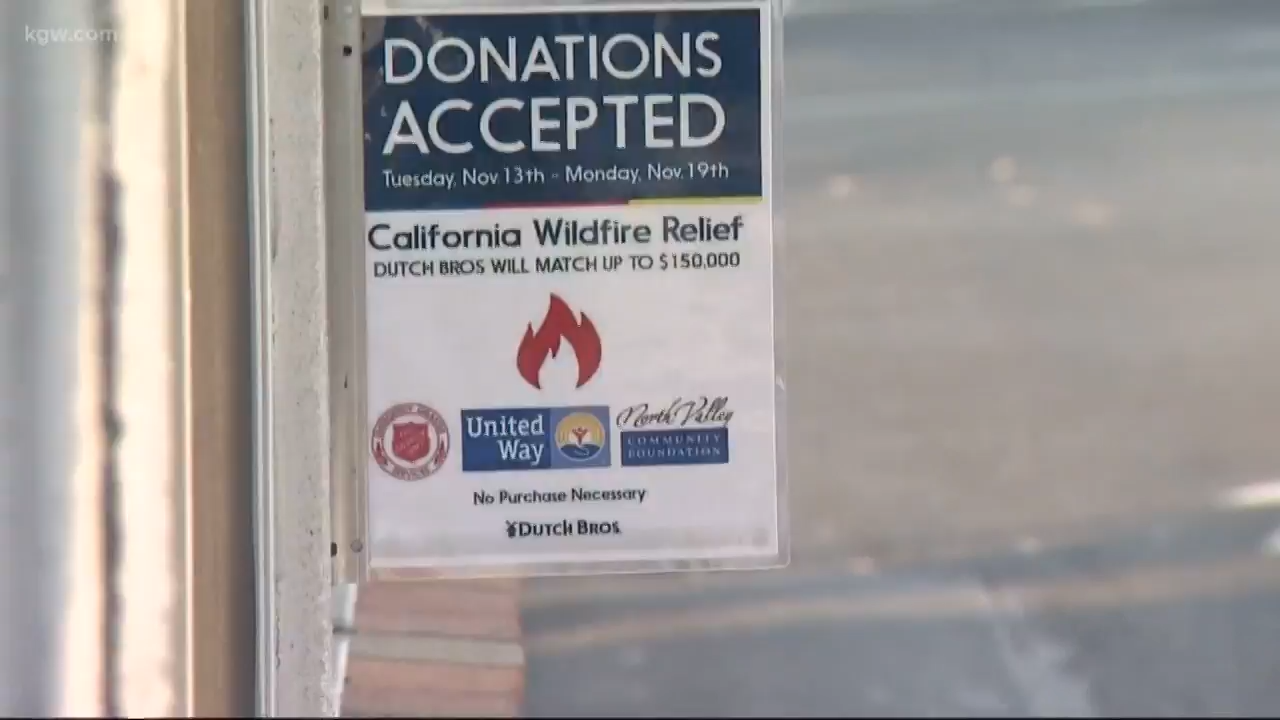 kgw.com
DONATIONS
ACCEPTED
Tuesday, Nov. 13th - Monday, Nov. 19th
California Wildfire Relief
DUTCH BROS WILL MATCH UP TO $150,000
United
Way
North Valley
COMMUNITY
FOUNDATION
No Purchase Necessary
DUTCH BROS.